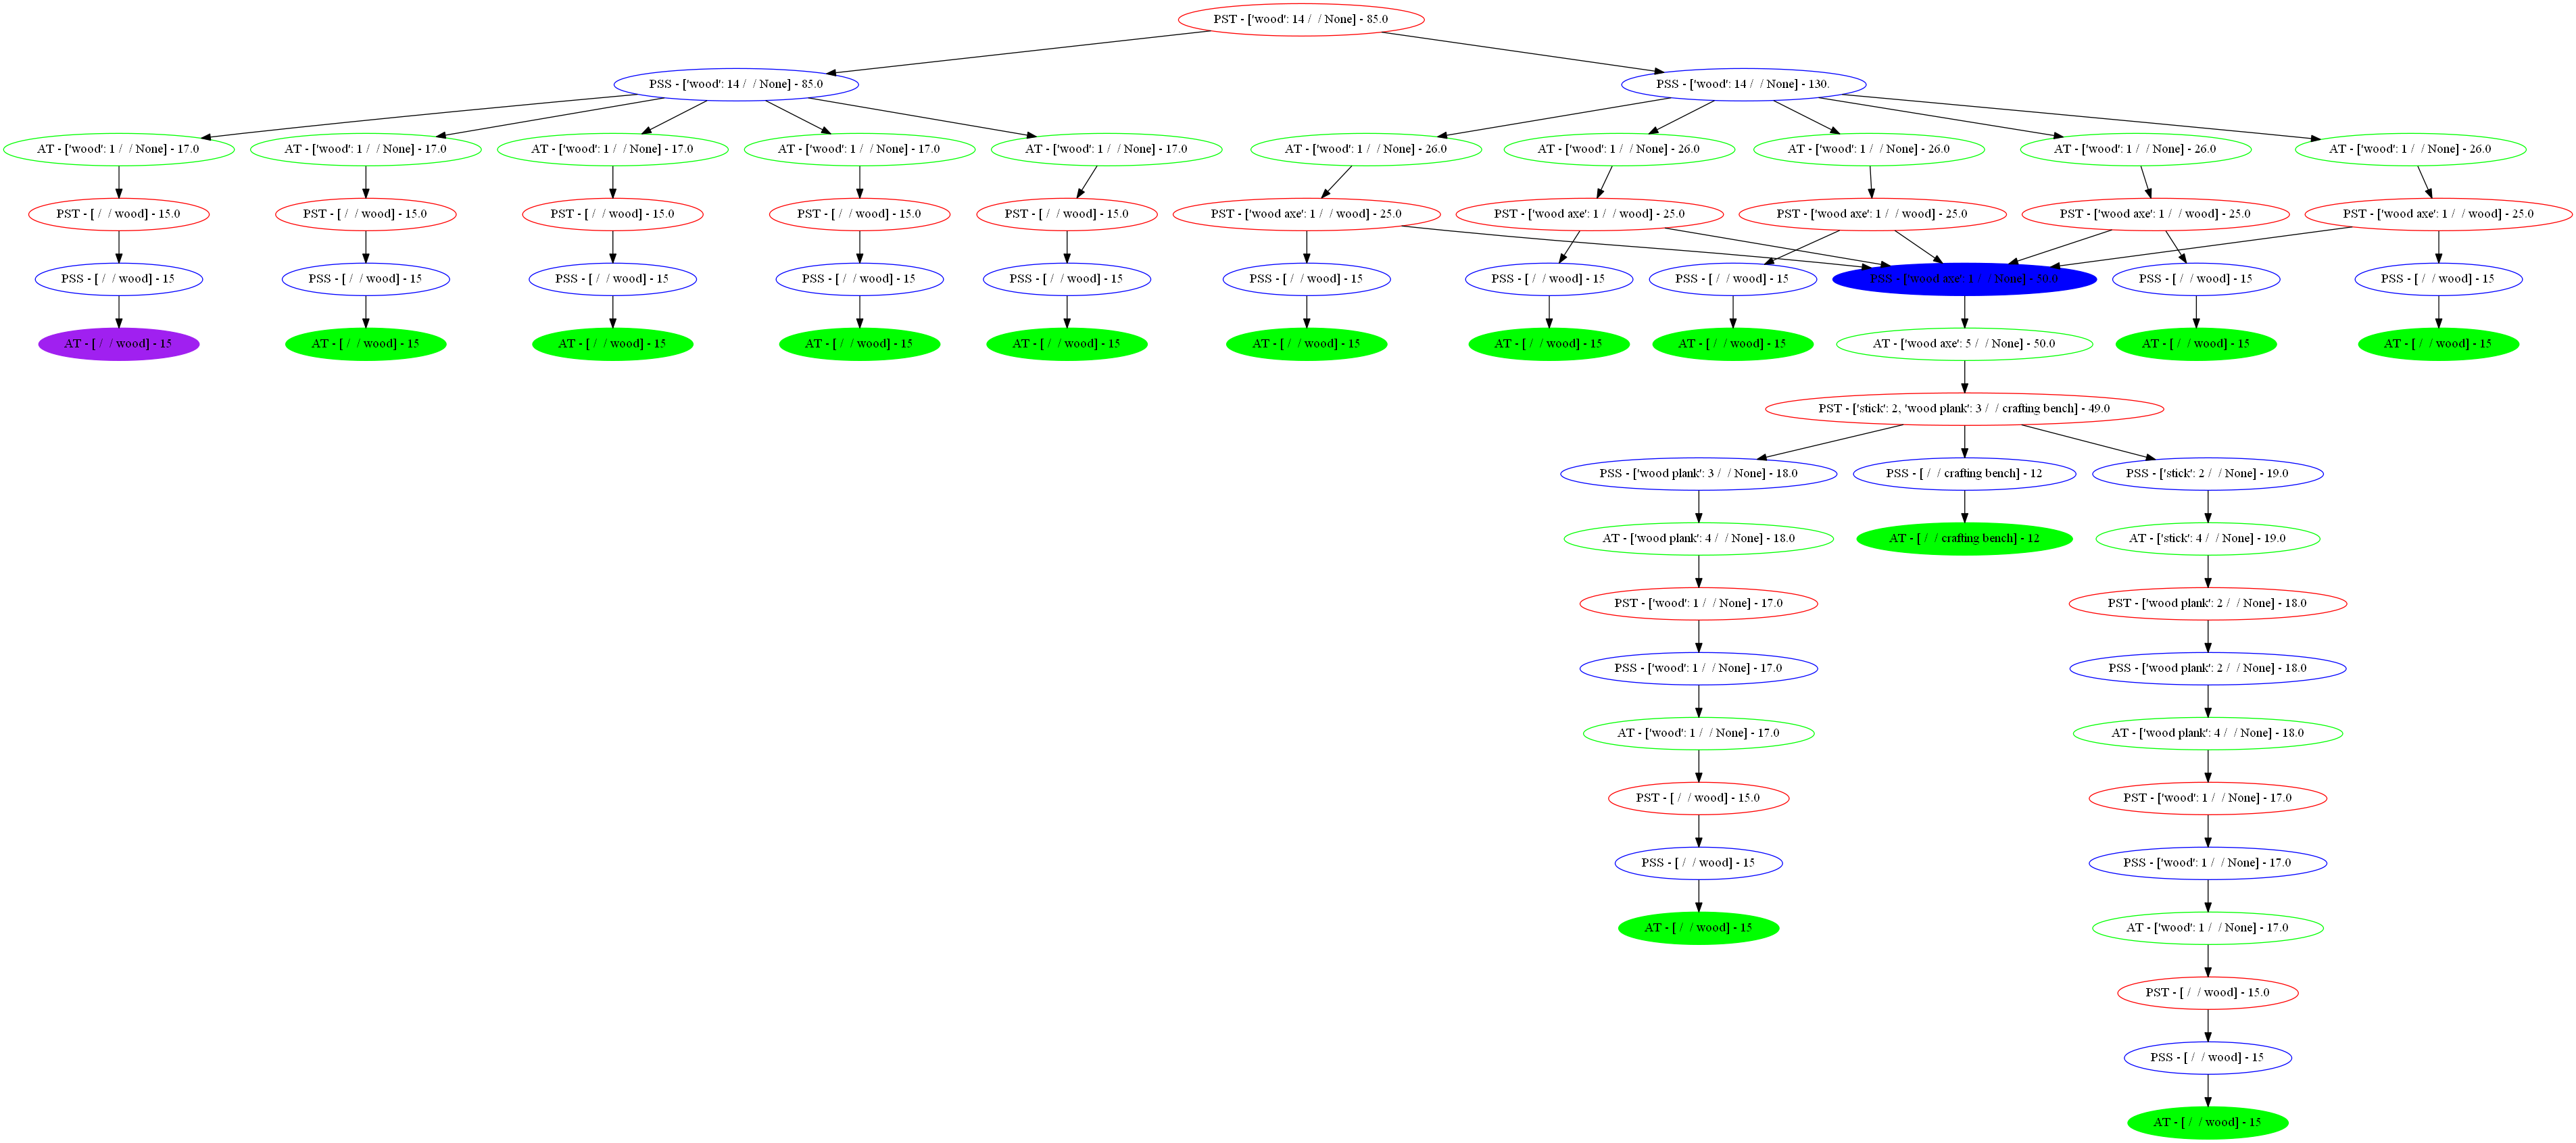 PST - ['wood': 14 /  / None] - 85.0
PSS - ['wood': 14 /  / None] - 85.0
PSS - ['wood': 14 /  / None] - 130.
AT - ['wood': 1 /  / None] - 17.0
AT - ['wood': 1 /  / None] - 17.0
AT - ['wood': 1 /  / None] - 17.0
AT - ['wood': 1 /  / None] - 17.0
AT - ['wood': 1 /  / None] - 17.0
AT - ['wood': 1 /  / None] - 26.0
AT - ['wood': 1 /  / None] - 26.0
AT - ['wood': 1 /  / None] - 26.0
AT - ['wood': 1 /  / None] - 26.0
AT - ['wood': 1 /  / None] - 26.0
PST - [ /  / wood] - 15.0
PST - [ /  / wood] - 15.0
PST - [ /  / wood] - 15.0
PST - [ /  / wood] - 15.0
PST - [ /  / wood] - 15.0
PST - ['wood axe': 1 /  / wood] - 25.0
PST - ['wood axe': 1 /  / wood] - 25.0
PST - ['wood axe': 1 /  / wood] - 25.0
PST - ['wood axe': 1 /  / wood] - 25.0
PST - ['wood axe': 1 /  / wood] - 25.0
PSS - [ /  / wood] - 15
PSS - [ /  / wood] - 15
PSS - [ /  / wood] - 15
PSS - [ /  / wood] - 15
PSS - [ /  / wood] - 15
PSS - [ /  / wood] - 15
PSS - [ /  / wood] - 15
PSS - [ /  / wood] - 15
PSS - ['wood axe': 1 /  / None] - 50.0
PSS - [ /  / wood] - 15
PSS - [ /  / wood] - 15
AT - [ /  / wood] - 15
AT - [ /  / wood] - 15
AT - [ /  / wood] - 15
AT - [ /  / wood] - 15
AT - [ /  / wood] - 15
AT - [ /  / wood] - 15
AT - [ /  / wood] - 15
AT - [ /  / wood] - 15
AT - ['wood axe': 5 /  / None] - 50.0
AT - [ /  / wood] - 15
AT - [ /  / wood] - 15
PST - ['stick': 2, 'wood plank': 3 /  / crafting bench] - 49.0
PSS - ['wood plank': 3 /  / None] - 18.0
PSS - [ /  / crafting bench] - 12
PSS - ['stick': 2 /  / None] - 19.0
AT - ['wood plank': 4 /  / None] - 18.0
AT - [ /  / crafting bench] - 12
AT - ['stick': 4 /  / None] - 19.0
PST - ['wood': 1 /  / None] - 17.0
PST - ['wood plank': 2 /  / None] - 18.0
PSS - ['wood': 1 /  / None] - 17.0
PSS - ['wood plank': 2 /  / None] - 18.0
AT - ['wood': 1 /  / None] - 17.0
AT - ['wood plank': 4 /  / None] - 18.0
PST - [ /  / wood] - 15.0
PST - ['wood': 1 /  / None] - 17.0
PSS - [ /  / wood] - 15
PSS - ['wood': 1 /  / None] - 17.0
AT - [ /  / wood] - 15
AT - ['wood': 1 /  / None] - 17.0
PST - [ /  / wood] - 15.0
PSS - [ /  / wood] - 15
AT - [ /  / wood] - 15